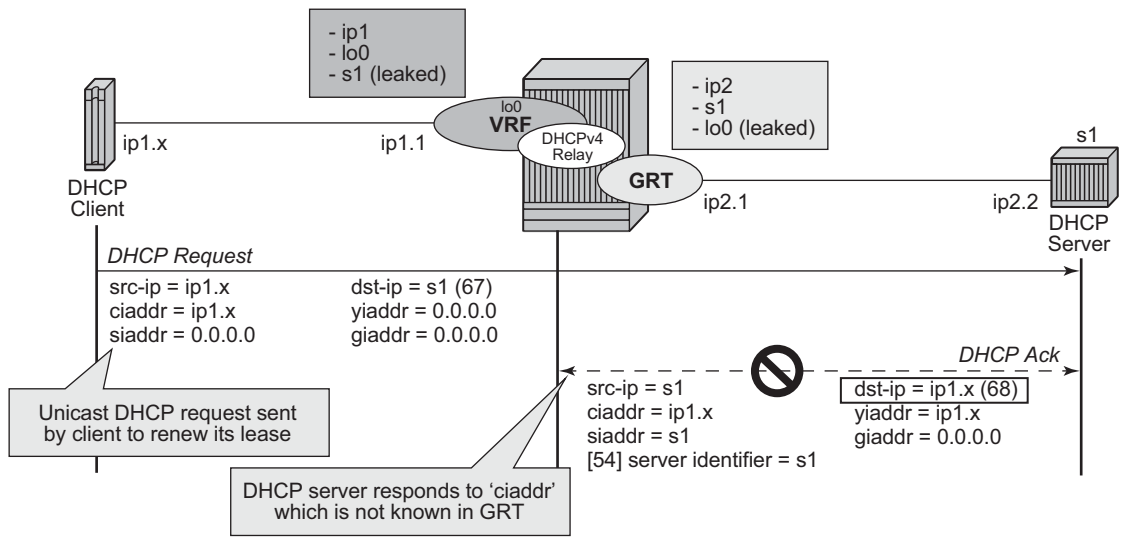 - ip1
- lo0
- s1 (leaked)
- ip2
- s1
- lo0 (leaked)
lo0
VRF
DHCPv4
Relay
GRT
s1
ip1.x
ip1.1
ip2.1
ip2.2
DHCP
Client
DHCP
Server
DHCP Request
src-ip = ip1.x
dst-ip = s1 (67)
ciaddr = ip1.x
yiaddr = 0.0.0.0
siaddr = 0.0.0.0
giaddr = 0.0.0.0
DHCP Ack
src-ip = s1
dst-ip = ip1.x (68)
ciaddr = ip1.x
yiaddr = ip1.x
siaddr = s1
giaddr = 0.0.0.0
[54] server identifier = s1
Unicast DHCP request sent
by client to renew its lease
DHCP server responds to ‘ciaddr’
which is not known in GRT